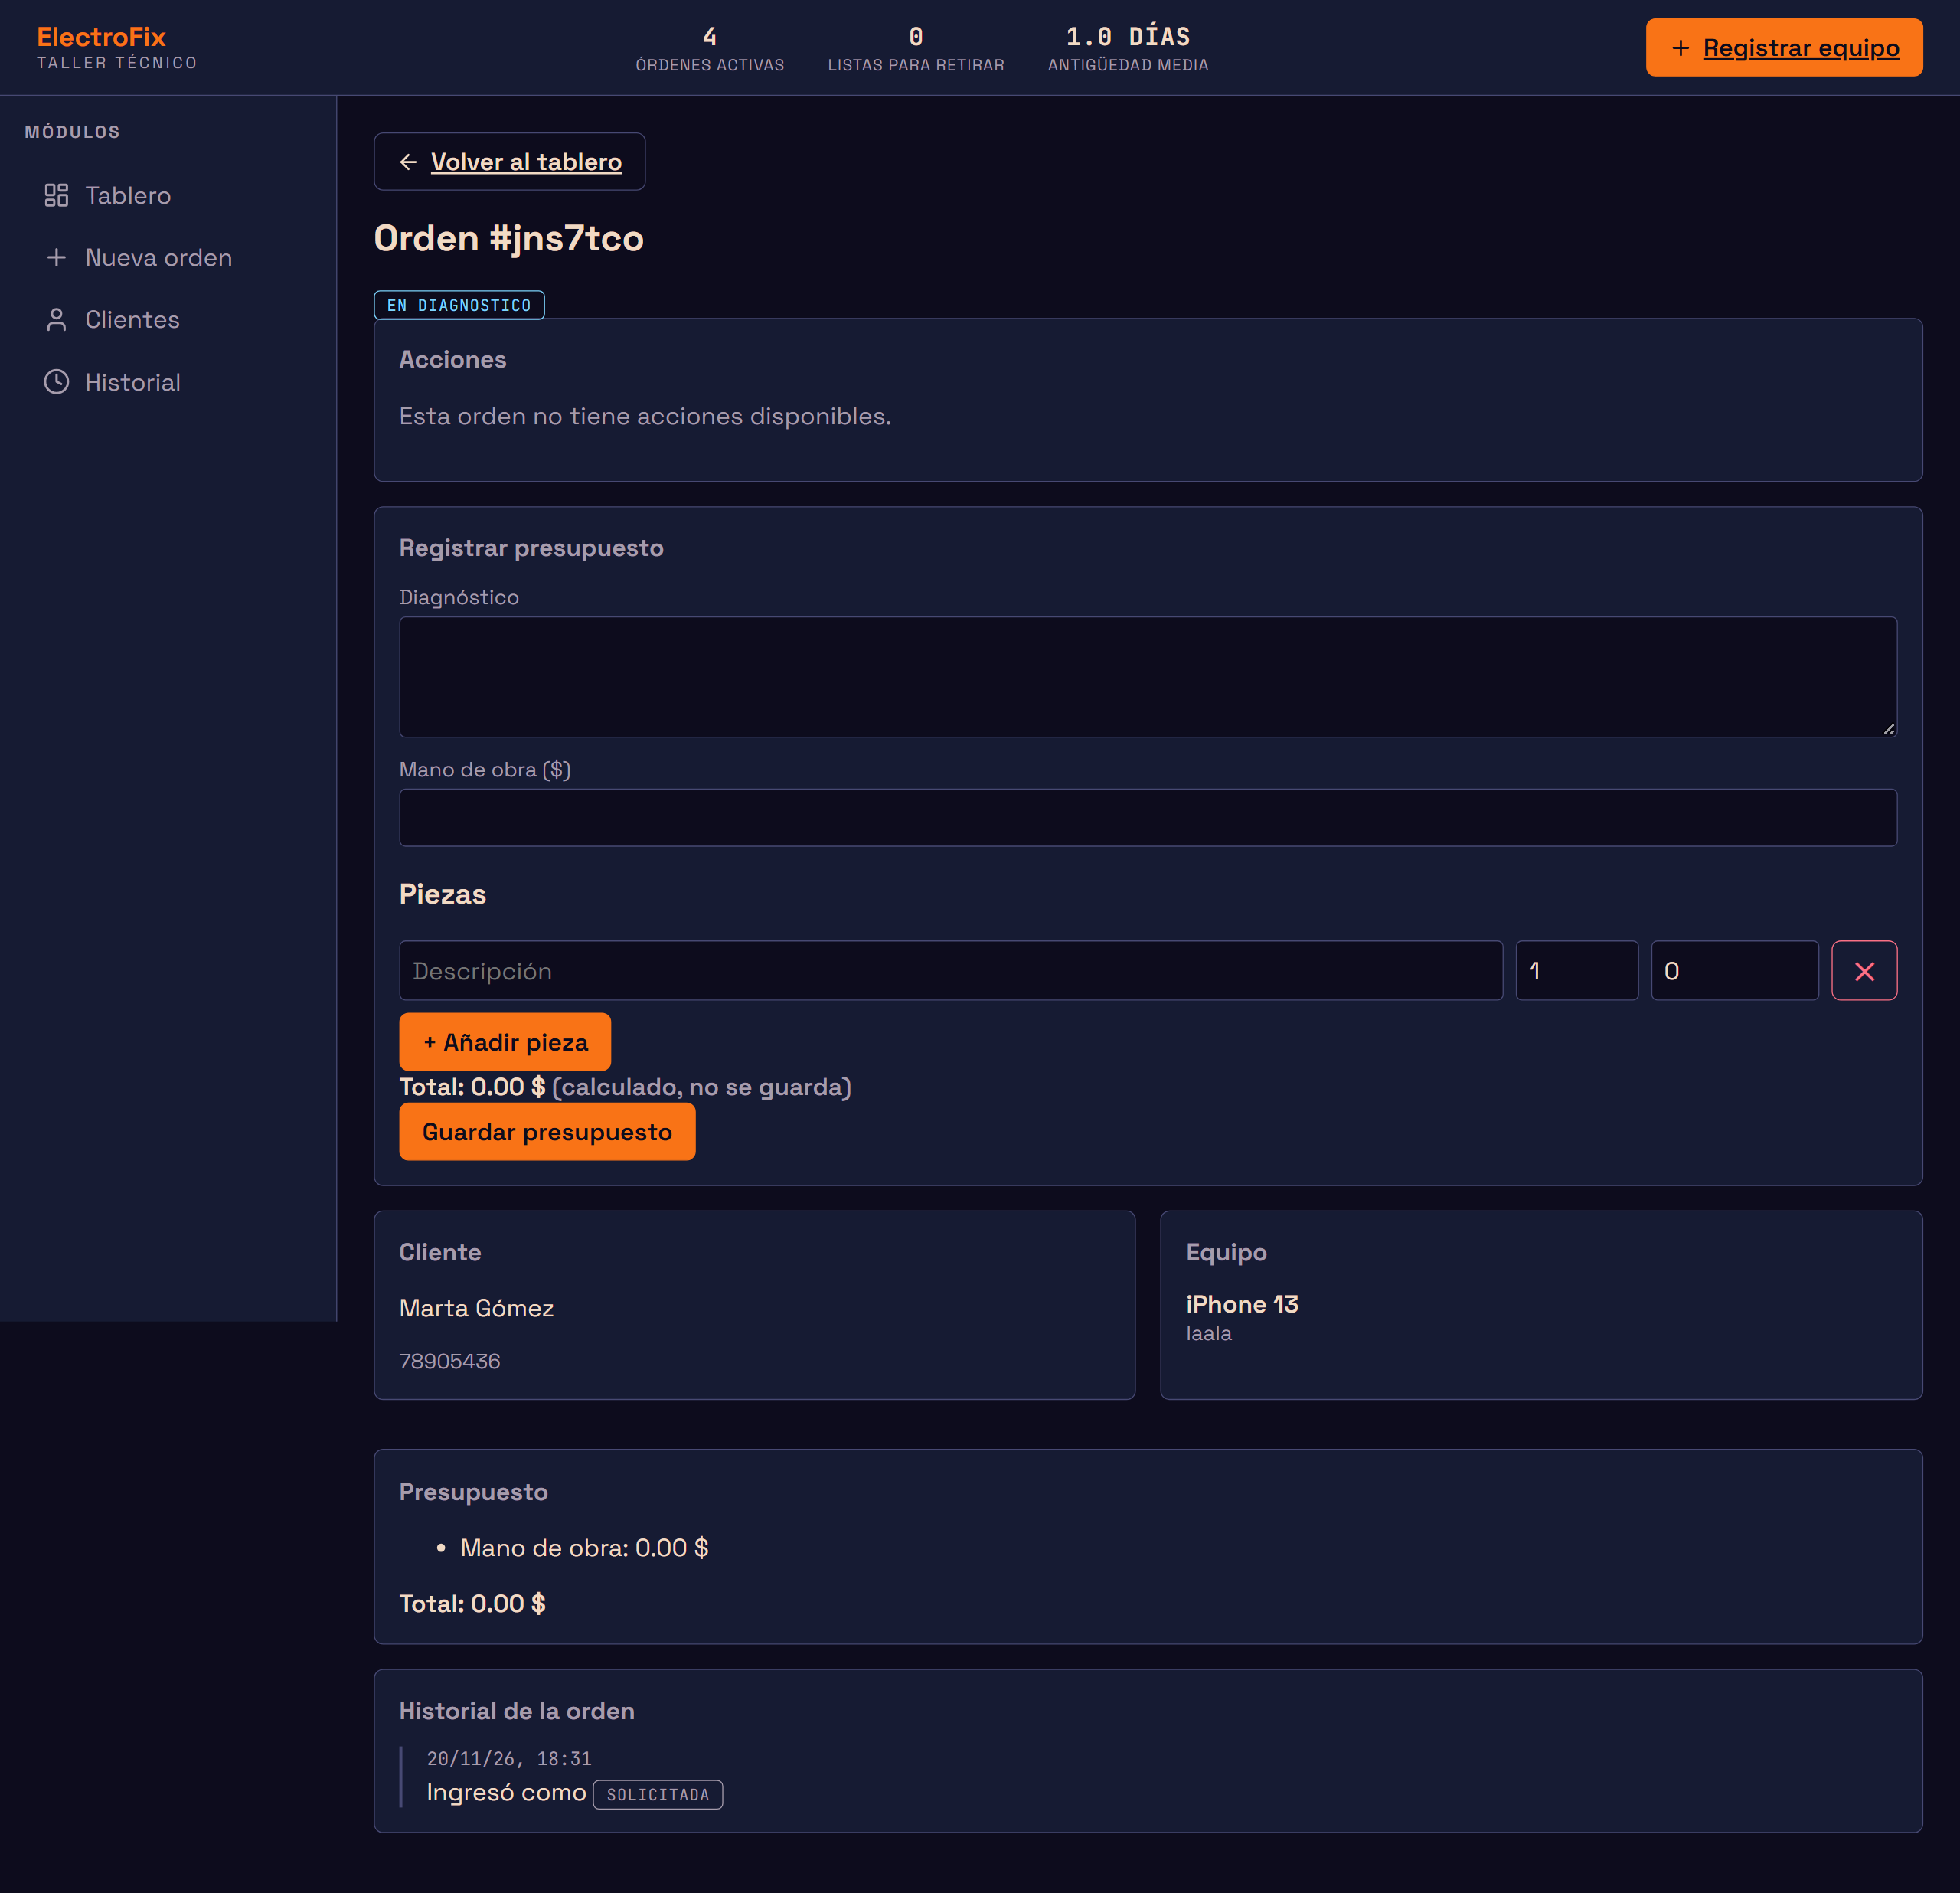 ElectroFix
TALLER TÉCNICO
4
ÓRDENES ACTIVAS
0
LISTAS PARA RETIRAR
1.0 DÍAS
ANTIGÜEDAD MEDIA
+ Registrar equipo
MÓDULOS
Tablero
Nueva orden
Clientes
Historial
← Volver al tablero
Orden #jns7tco
EN DIAGNOSTICO
Acciones
Esta orden no tiene acciones disponibles.
Registrar presupuesto
Diagnóstico
Mano de obra ($)
Piezas
Descripción
1
0
+ Añadir pieza
Total: 0.00 $ (calculado, no se guarda)
Guardar presupuesto
Cliente
Marta Gómez
78905436
Equipo
iPhone 13
laala
Presupuesto
• Mano de obra: 0.00 $
Total: 0.00 $
Historial de la orden
20/11/26, 18:31
Ingresó como SOLICITADA